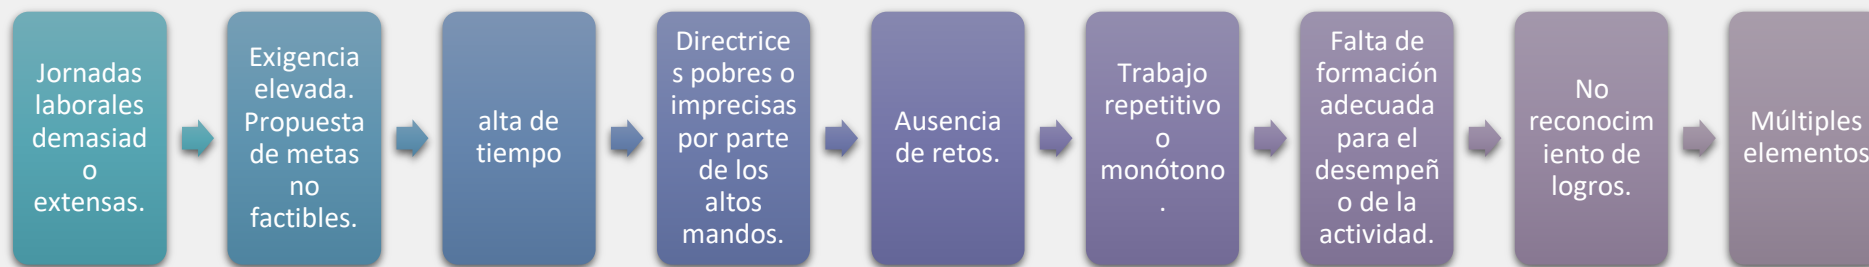 Jornadas
laborales
demasiad
o
extensas.
Exigencia
elevada.
Propuesta
de metas
no
factibles.
alta de
tiempo
Directrice
s pobres o
imprecisas
por parte
de los
altos
mandos.
Ausencia
de retos.
Trabajo
repetitivo
o
monótono
.
Falta de
formación
adecuada
para el
desempeñ
o de la
actividad.
No
reconocim
iento de
logros.
Múltiples
elementos